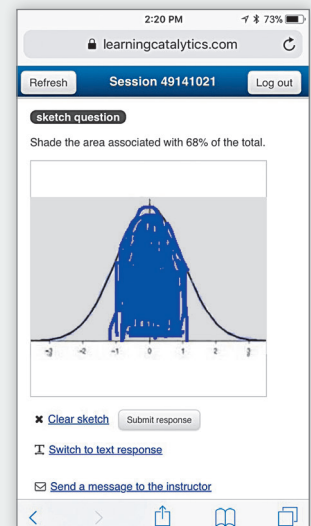 2:20 PM 73%
learningcatalytics.com
Refresh Session 49141021 Log out
sketch question
Shade the area associated with 68% of the total.
-3 -2 -1 0 1 2 3
Clear sketch Submit response
Switch to text response
Send a message to the instructor